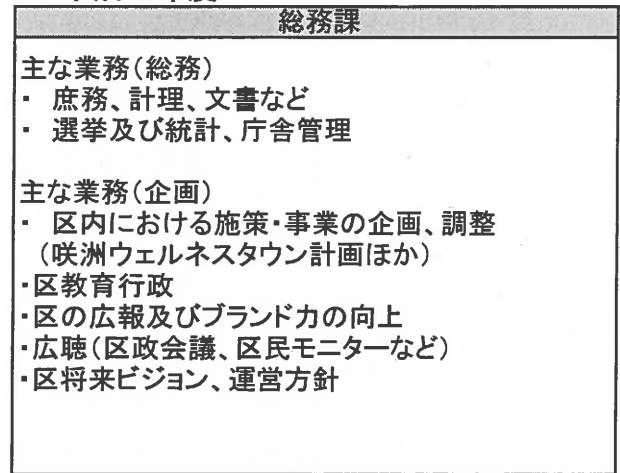 総務課
主な業務(総務)
・ 庶務、計理、文書など
・ 選挙及び統計、庁舎管理
主な業務(企画)
・ 区内における施策・事業の企画、調整
(咲洲ウェルネスタウン計画ほか)
・区教育行政
・区の広報及びブランド力の向上
・広聴(区政会議、区民モニターなど)
・区将来ビジョン、運営方針